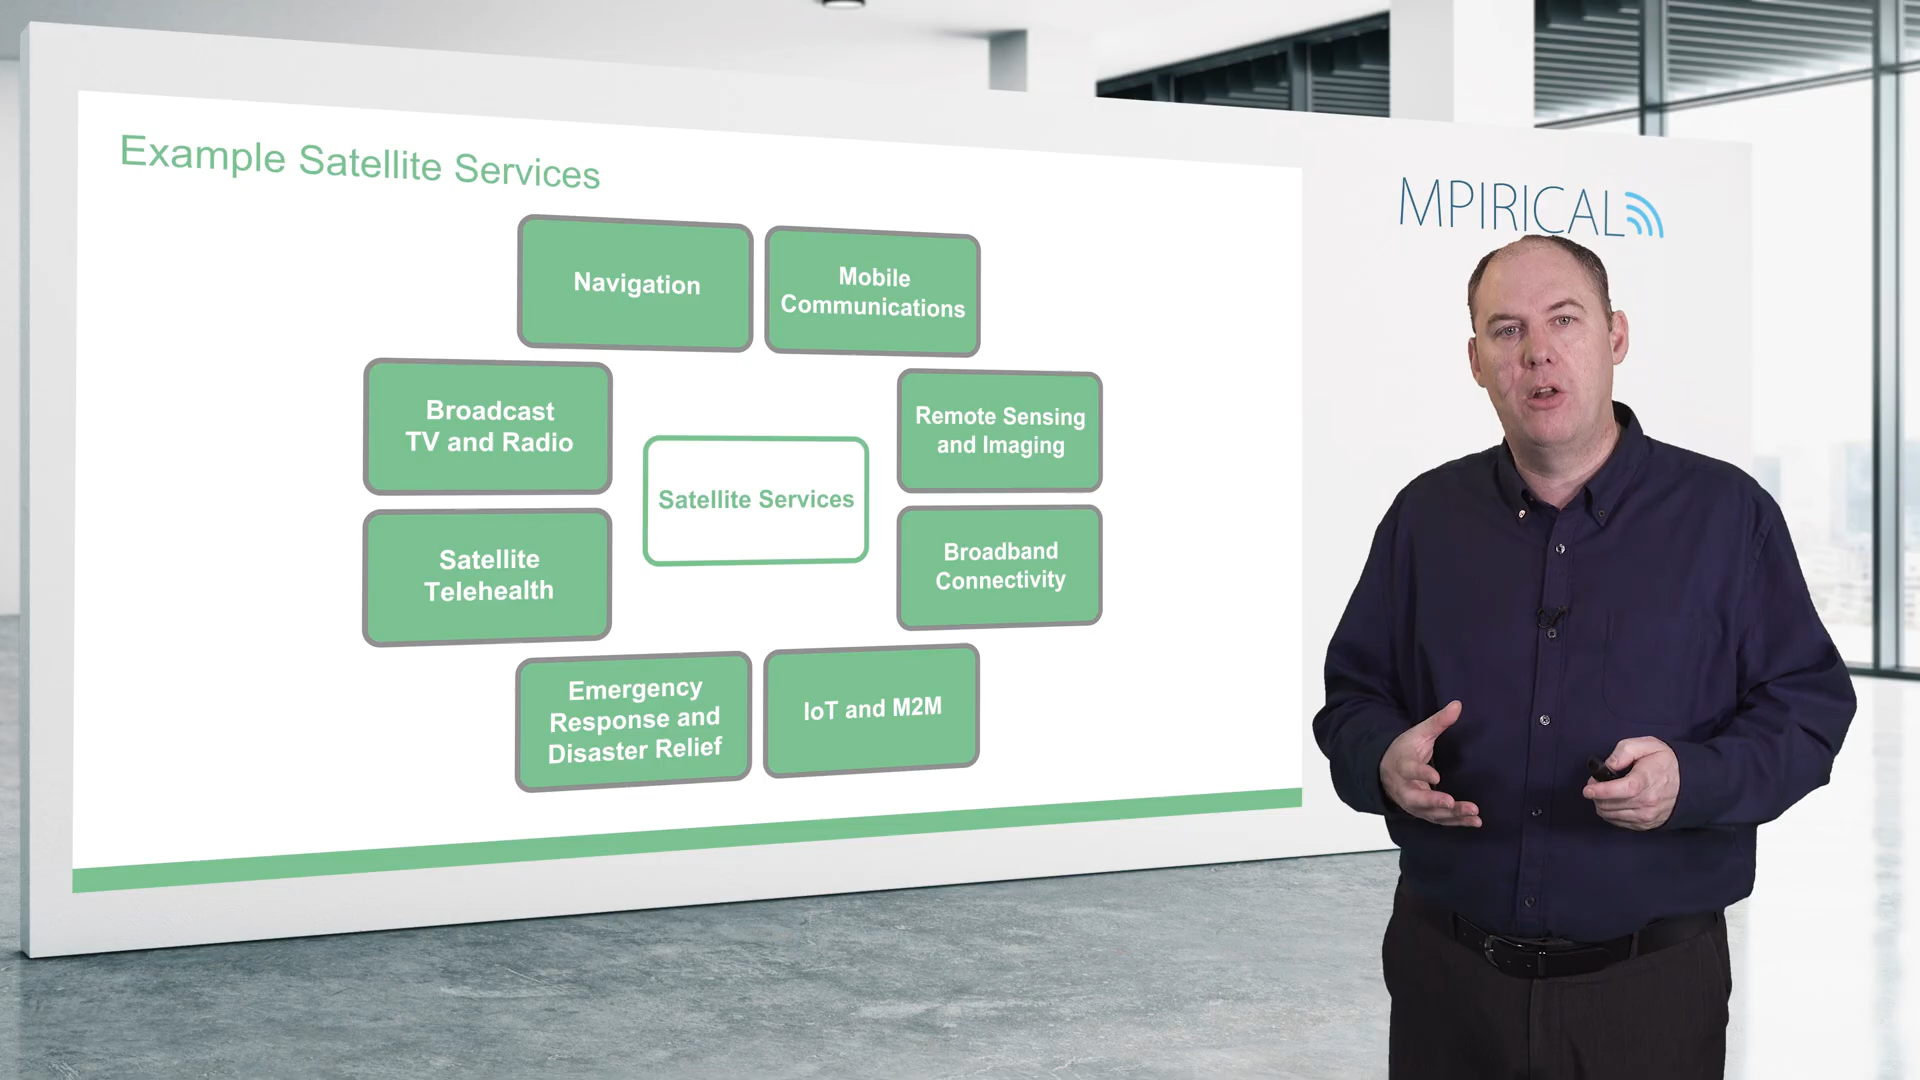 Example Satellite Services
MPIRICAL
Navigation
Mobile
Communications
Broadcast
TV and Radio
Remote Sensing
and Imaging
Satellite Services
Satellite
Telehealth
Broadband
Connectivity
Emergency
Response and
Disaster Relief
IoT and M2M